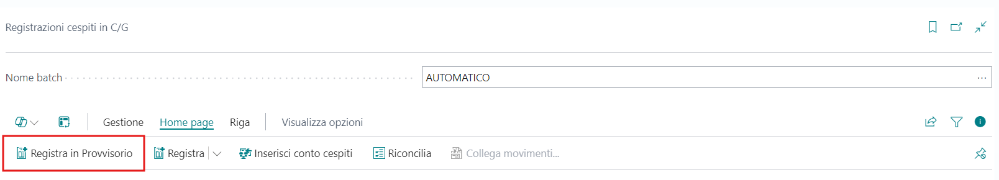 Registrazioni cespiti in C/G
Nome batch
AUTOMATICO
Gestione Home page Riga Visualizza opzioni
Registra in Provvisorio Registra Inserisci conto cespiti Riconcilia Collega movimenti...